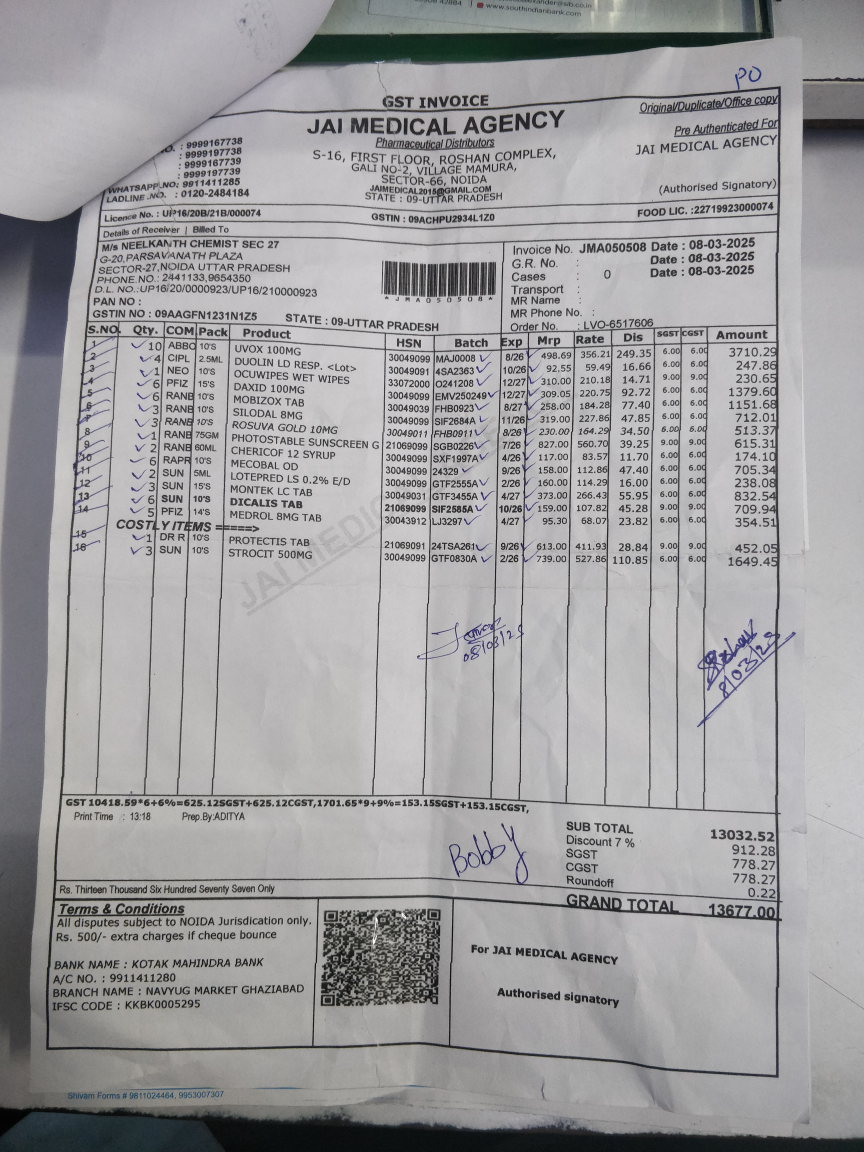 www.southindianbank.com
PO
GST INVOICE
Original/Duplicate/Office copy
JAI MEDICAL AGENCY
Pharmaceutical Distributors
Pre Authenticated For
JAI MEDICAL AGENCY
: 9999167738
: 9999197738
: 9999167739
: 9999197739
WHATSAPP.NO: 9911411285
LADLINE .NO. : 0120-2484184
S-16, FIRST FLOOR, ROSHAN COMPLEX,
GALI NO-2, VILLAGE MAMURA,
SECTOR-66, NOIDA
JAIMEDICAL2015@GMAIL.COM
STATE : 09-UTTAR PRADESH
(Authorised Signatory)
Licence No. : UP16/20B/21B/000074 GSTIN : 09ACHPU2934L1Z0 FOOD LIC. :22719923000074
Details of Receiver | Billed To
M/s NEELKANTH CHEMIST SEC 27
G-20,PARSAVANATH PLAZA
SECTOR-27,NOIDA UTTAR PRADESH
PHONE.NO.: 2441133,9654350
D.L. NO.:UP16/20/0000923/UP16/210000923
PAN NO :
GSTIN NO : 09AAGFN1231N1Z5 STATE : 09-UTTAR PRADESH
*JMA050508*
Invoice No. JMA050508 Date : 08-03-2025
G.R. No. : Date : 08-03-2025
Cases : 0 Date : 08-03-2025
Transport :
MR Name :
MR Phone No. :
Order No. : LVO-6517606
S.NO. Qty. COM Pack Product HSN Batch Exp Mrp Rate Dis SGST CGST Amount
1 10 ABBO 10'S UVOX 100MG 30049099 MAJ0008 8/26 498.69 356.21 249.35 6.00 6.00 3710.29
2 4 CIPL 2.5ML DUOLIN LD RESP. <Lot> 30049091 4SA2363 10/26 92.55 59.49 16.66 6.00 6.00 247.86
3 1 NEO 10'S OCUWIPES WET WIPES 33072000 O241208 12/27 310.00 210.18 14.71 9.00 9.00 230.65
4 6 PFIZ 15'S DAXID 100MG 30049099 EMV250249 12/27 309.05 220.75 92.72 6.00 6.00 1379.60
5 6 RANB 10'S MOBIZOX TAB 30049039 FHB0923 8/27 258.00 184.28 77.40 6.00 6.00 1151.68
6 3 RANB 10'S SILODAL 8MG 30049099 SIF2684A 11/26 319.00 227.86 47.85 6.00 6.00 712.01
7 3 RANB 10'S ROSUVA GOLD 10MG 30049011 FHB0911 8/26 230.00 164.29 34.50 6.00 6.00 513.37
8 1 RANB 75GM PHOTOSTABLE SUNSCREEN G 21069099 SGB0226 7/26 827.00 560.70 39.25 9.00 9.00 615.31
9 2 RANB 60ML CHERICOF 12 SYRUP 30049099 SXF1997A 4/26 117.00 83.57 11.70 6.00 6.00 174.10
10 6 RAPR 10'S MECOBAL OD 30049099 24329 9/26 158.00 112.86 47.40 6.00 6.00 705.34
11 2 SUN 5ML LOTEPRED LS 0.2% E/D 30049099 GTF2555A 2/26 160.00 114.29 16.00 6.00 6.00 238.08
12 3 SUN 15'S MONTEK LC TAB 30049031 GTF3455A 4/27 373.00 266.43 55.95 6.00 6.00 832.54
13 6 SUN 10'S DICALIS TAB 21069099 SIF2585A 10/26 159.00 107.82 45.28 9.00 9.00 709.94
14 5 PFIZ 14'S MEDROL 8MG TAB 30043912 LJ3297 4/27 95.30 68.07 23.82 6.00 6.00 354.51
COSTLY ITEMS =====>
15 1 DR R 10'S PROTECTIS TAB 21069091 24TSA261 9/26 613.00 411.93 28.84 9.00 9.00 452.05
16 3 SUN 10'S STROCIT 500MG 30049099 GTF0830A 2/26 739.00 527.86 110.85 6.00 6.00 1649.45
JAI MEDICAL AGENCY
08/03/25
8/03/25
GST 10418.59*6+6%=625.12SGST+625.12CGST,1701.65*9+9%=153.15SGST+153.15CGST,
Print Time : 13:18 Prep.By:ADITYA
Bobby
SUB TOTAL 13032.52
Discount 7 % 912.28
SGST 778.27
CGST 778.27
Roundoff 0.22
GRAND TOTAL 13677.00
Rs. Thirteen Thousand Six Hundred Seventy Seven Only
Terms & Conditions
All disputes subject to NOIDA Jurisdication only.
Rs. 500/- extra charges if cheque bounce
BANK NAME : KOTAK MAHINDRA BANK
A/C NO. : 9911411280
BRANCH NAME : NAVYUG MARKET GHAZIABAD
IFSC CODE : KKBK0005295
For JAI MEDICAL AGENCY
Authorised signatory
Shivam Forms # 9811024464, 9953007307